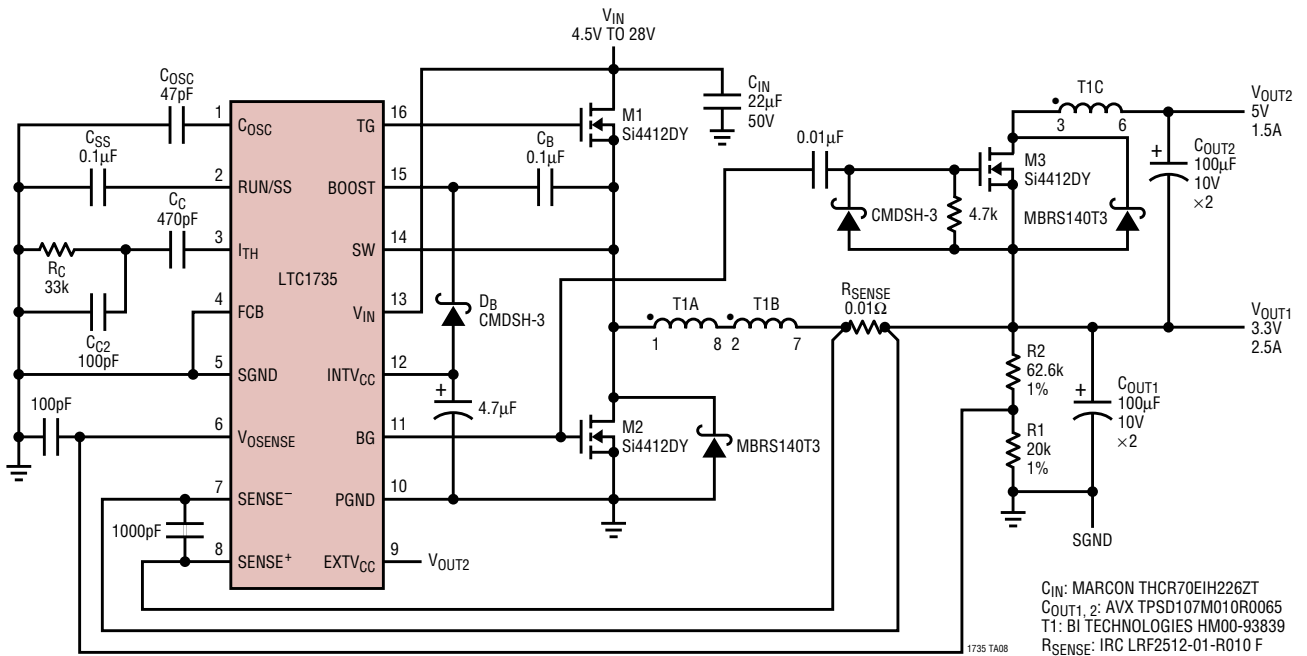 VIN
4.5V TO 28V
COSC
47pF
1
COSC
TG
16
M1
Si4412DY
CIN
22µF
50V
CSS
0.1µF
2
RUN/SS
BOOST
15
CB
0.1µF
CC
470pF
3
ITH
SW
14
RC
33k
LTC1735
4
FCB
VIN
13
DB
CMDSH-3
CC2
100pF
5
SGND
INTVCC
12
+
4.7µF
100pF
6
VOSENSE
BG
11
M2
Si4412DY
MBRS140T3
7
SENSE–
PGND
10
1000pF
8
SENSE+
EXTVCC
9
VOUT2
T1A
T1B
1
8
2
7
RSENSE
0.01Ω
0.01µF
CMDSH-3
4.7k
M3
Si4412DY
MBRS140T3
T1C
3
6
VOUT2
5V
1.5A
+
COUT2
100µF
10V
×2
VOUT1
3.3V
2.5A
R2
62.6k
1%
R1
20k
1%
+
COUT1
100µF
10V
×2
SGND
CIN: MARCON THCR70EIH226ZT
COUT1, 2: AVX TPSD107M010R0065
T1: BI TECHNOLOGIES HM00-93839
RSENSE: IRC LRF2512-01-R010 F
1735 TA08